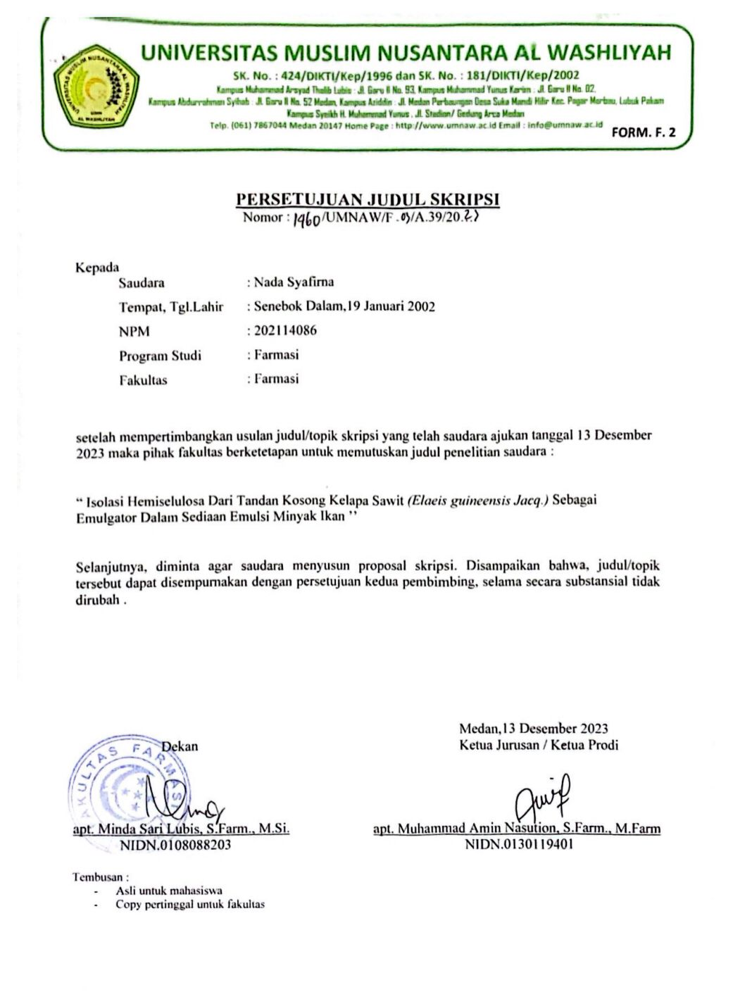 UNIVERSITAS MUSLIM NUSANTARA AL WASHLIYAH
SK. No. : 424/DIKTI/Kep/1996 dan SK. No. : 181/DIKTI/Kep/2002
Kampus Muhammad Arsyad Thalib Lubis : Jl. Garu II No. 93, Kampus Muhammad Yunus Karim : Jl. Garu II No. 02,
Kampus Abdurrahman Syihab : Jl. Garu II No. 52 Medan, Kampus Aziddin : Jl. Medan Perbaungan Desa Suka Mandi Hilir Kec. Pagar Merbau, Lubuk Pakam
Kampus Syeikh H. Muhammad Yunus , Jl. Stadion/ Gedung Arca Medan
Telp. (061) 7867044 Medan 20147 Home Page : http://www.umnaw.ac.id Email : info@umnaw.ac.id
FORM. F. 2
UNIVERSITAS MUSLIM NUSANTARA AL WASHLIYAH
UMN
AL WASHLIYAH
PERSETUJUAN JUDUL SKRIPSI
Nomor : 1960/UMNAW/F.03/A.39/20.23
Kepada
Saudara : Nada Syafirna
Tempat, Tgl.Lahir : Senebok Dalam,19 Januari 2002
NPM : 202114086
Program Studi : Farmasi
Fakultas : Farmasi
setelah mempertimbangkan usulan judul/topik skripsi yang telah saudara ajukan tanggal 13 Desember
2023 maka pihak fakultas berketetapan untuk memutuskan judul penelitian saudara :
“ Isolasi Hemiselulosa Dari Tandan Kosong Kelapa Sawit (Elaeis guineensis Jacq.) Sebagai
Emulgator Dalam Sediaan Emulsi Minyak Ikan ’’
Selanjutnya, diminta agar saudara menyusun proposal skripsi. Disampaikan bahwa, judul/topik
tersebut dapat disempurnakan dengan persetujuan kedua pembimbing, selama secara substansial tidak
dirubah .
Medan,13 Desember 2023
Dekan
Ketua Jurusan / Ketua Prodi
FAKULTAS FARMASI
apt. Minda Sari Lubis, S.Farm., M.Si.
NIDN.0108088203
apt. Muhammad Amin Nasution, S.Farm., M.Farm
NIDN.0130119401
Tembusan :
- Asli untuk mahasiswa
- Copy pertinggal untuk fakultas